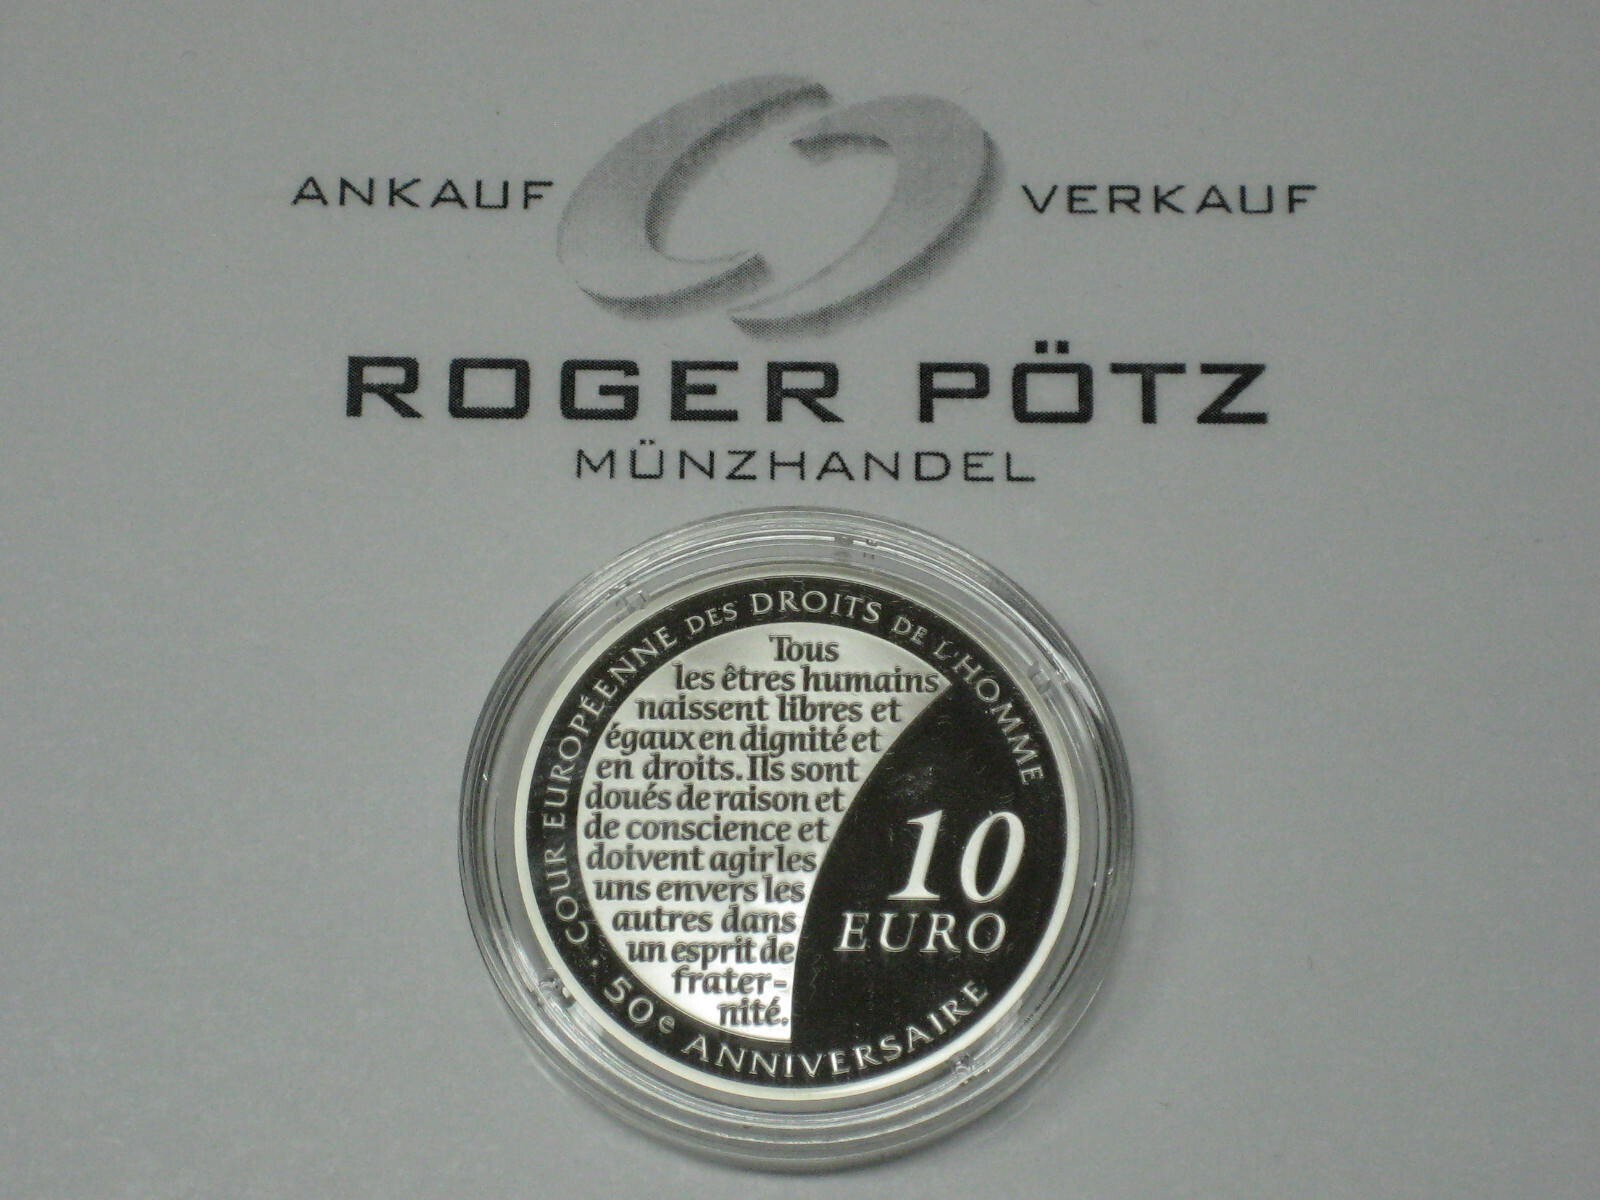 ANKAUF VERKAUF
ROGER PÖTZ
MÜNZHANDEL
COUR EUROPÉENNE DES DROITS DE L'HOMME
Tous
les êtres humains
naissent libres et
égaux en dignité et
en droits. Ils sont
doués de raison et
de conscience et
doivent agir les
uns envers les
autres dans
un esprit de
frater-
nité.
10
EURO
· 50e ANNIVERSAIRE